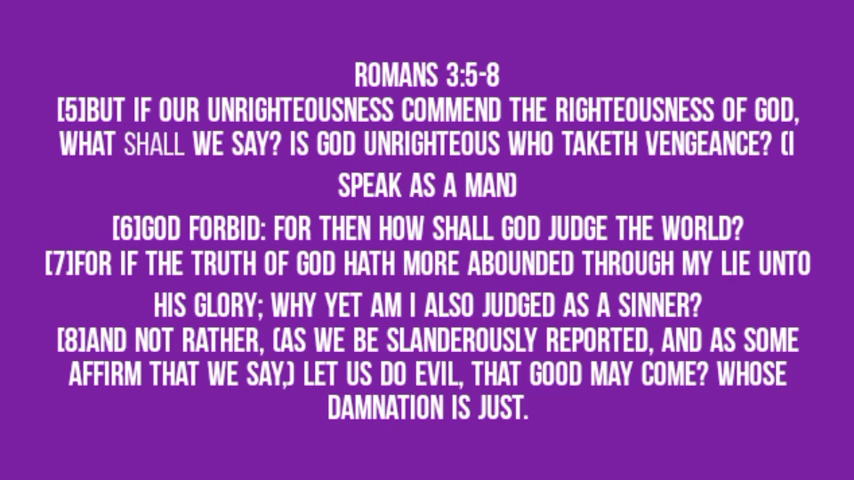 ROMANS 3:5-8
[5]BUT IF OUR UNRIGHTEOUSNESS COMMEND THE RIGHTEOUSNESS OF GOD,
WHAT SHALL WE SAY? IS GOD UNRIGHTEOUS WHO TAKETH VENGEANCE? (I
SPEAK AS A MAN)
[6]GOD FORBID: FOR THEN HOW SHALL GOD JUDGE THE WORLD?
[7]FOR IF THE TRUTH OF GOD HATH MORE ABOUNDED THROUGH MY LIE UNTO
HIS GLORY; WHY YET AM I ALSO JUDGED AS A SINNER?
[8]AND NOT RATHER, (AS WE BE SLANDEROUSLY REPORTED, AND AS SOME
AFFIRM THAT WE SAY,) LET US DO EVIL, THAT GOOD MAY COME? WHOSE
DAMNATION IS JUST.